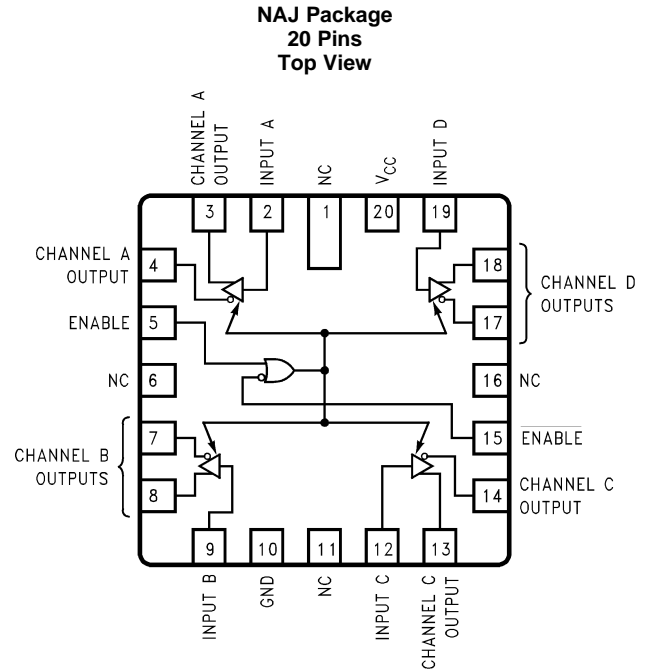 NAJ Package
20 Pins
Top View
CHANNEL A
OUTPUT
INPUT A
NC
VCC
INPUT D
3
2
1
20
19
CHANNEL A
OUTPUT
4
18
CHANNEL D
OUTPUTS
ENABLE
5
17
NC
6
16
NC
CHANNEL B
OUTPUTS
7
15
ENABLE
8
14
CHANNEL C
OUTPUT
9
10
11
12
13
INPUT B
GND
NC
INPUT C
CHANNEL C
OUTPUT